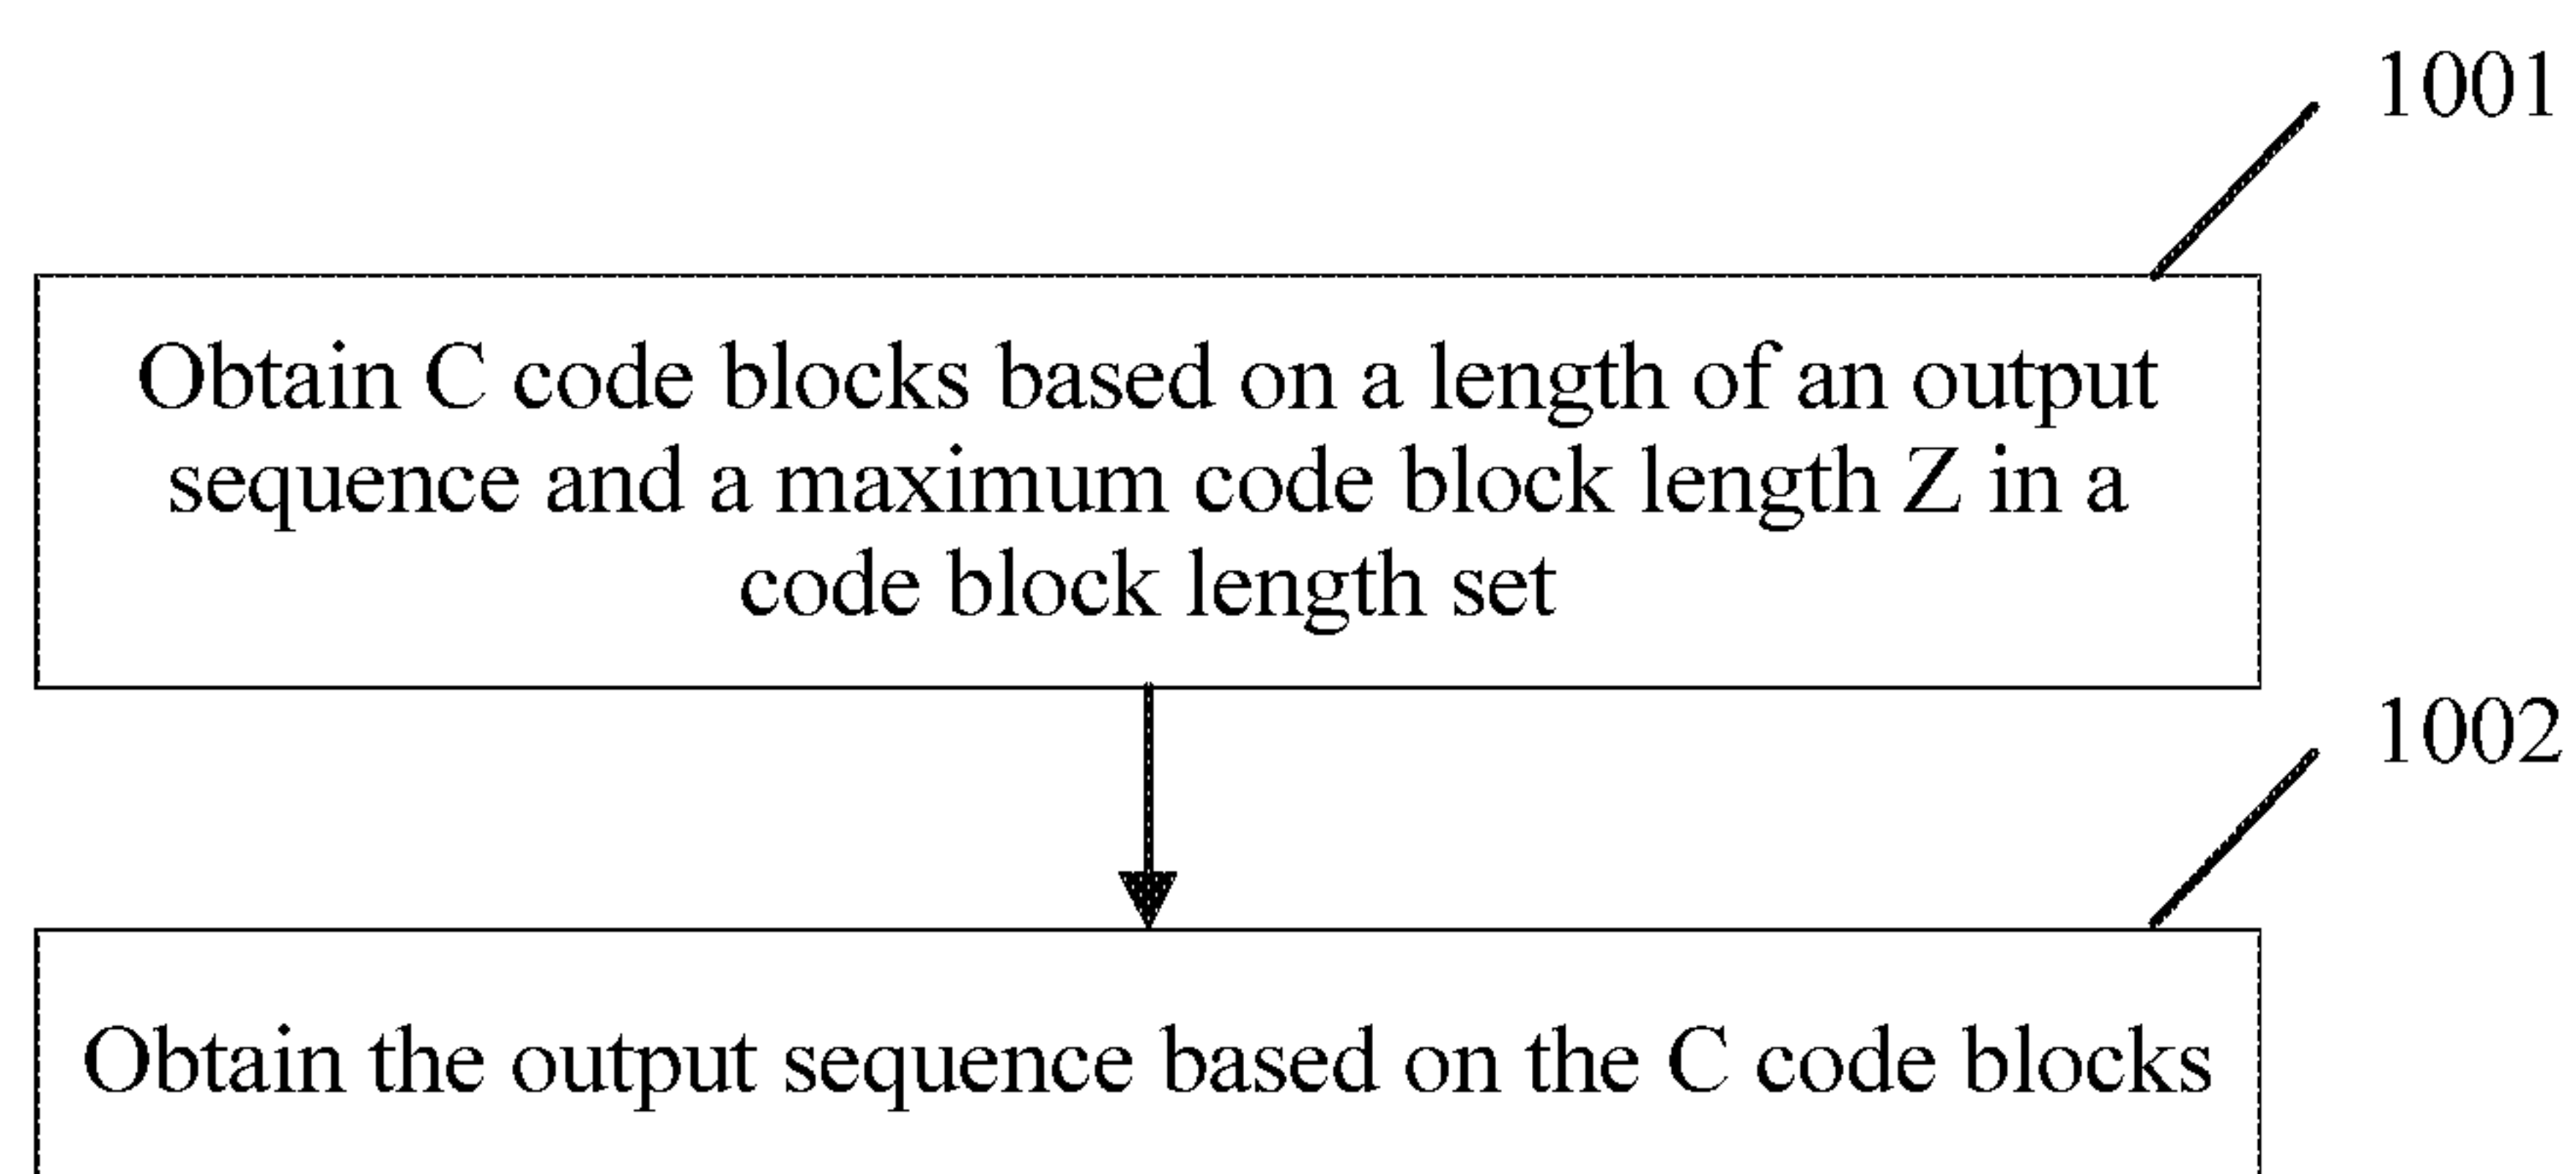 1001
Obtain C code blocks based on a length of an output
sequence and a maximum code block length Z in a
code block length set
1002
Obtain the output sequence based on the C code blocks